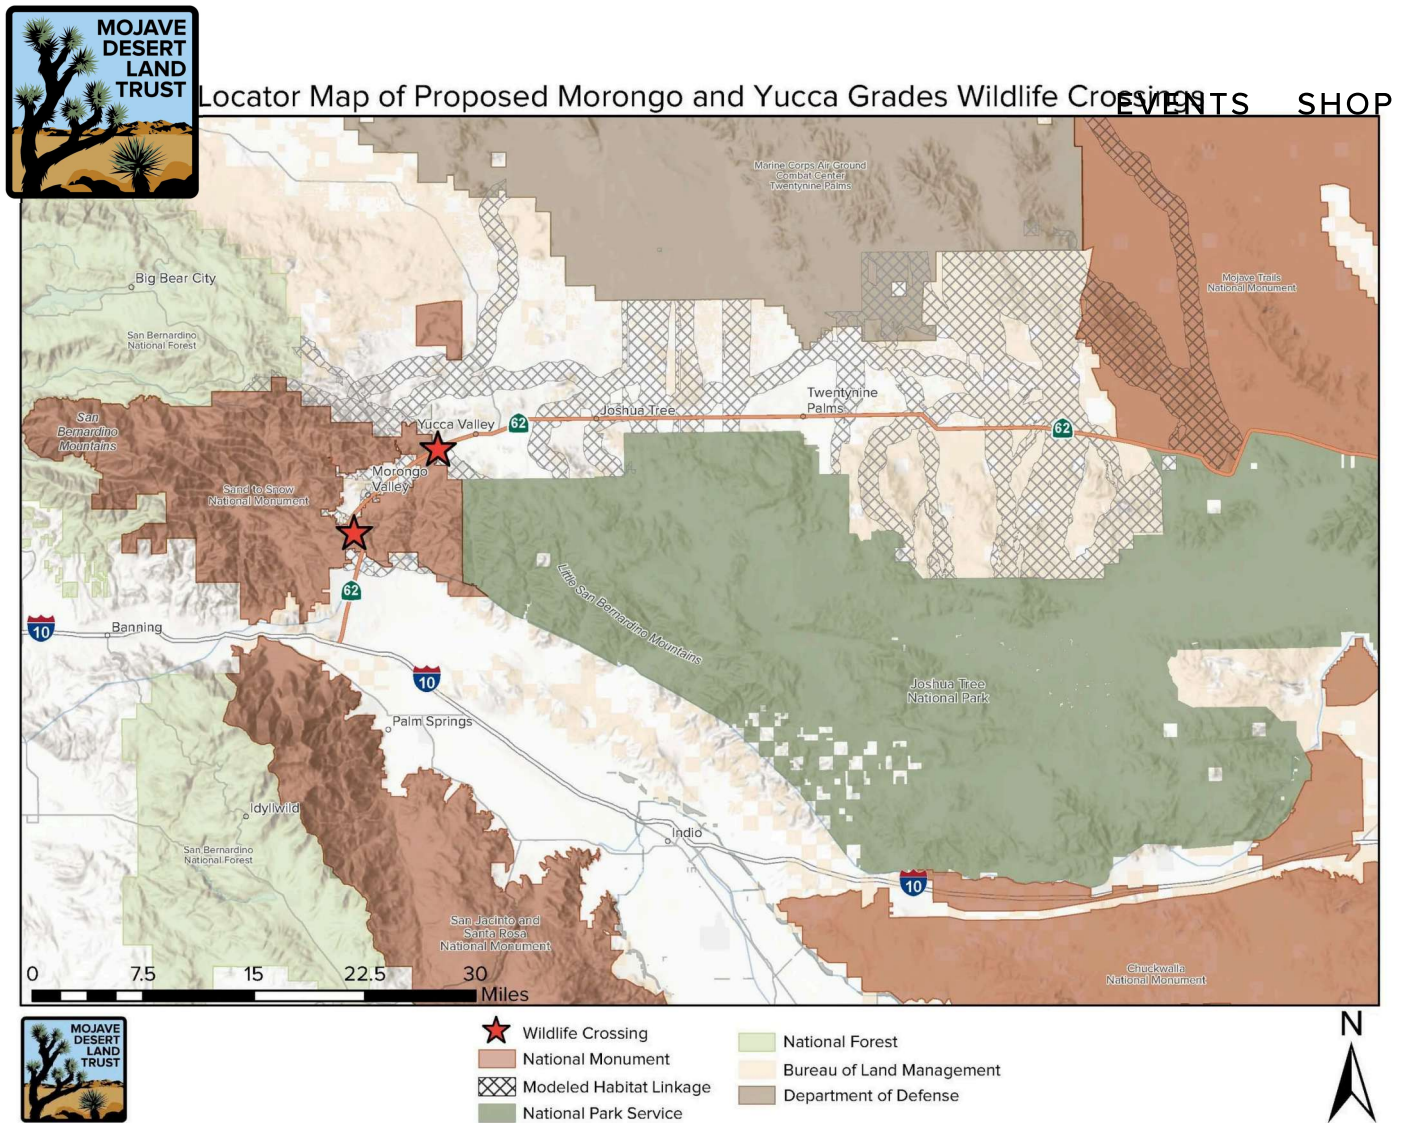 MOJAVE
DESERT
LAND
TRUST
Locator Map of Proposed Morongo and Yucca Grades Wildlife Crossings
EVENTS SHOP
Marine Corps Air Ground
Combat Center
Twentynine Palms
Big Bear City
Mojave Trails
National Monument
San Bernardino
National Forest
Twentynine
Palms
Joshua Tree
San
Bernardino
Mountains
Yucca Valley
62
62
Morongo
Valley
Sand to Snow
National Monument
Little San Bernardino Mountains
62
10
Banning
10
Joshua Tree
National Park
Palm Springs
Idyllwild
Indio
San Bernardino
National Forest
10
San Jacinto and
Santa Rosa
National Monument
Chuckwalla
National Monument
0 7.5 15 22.5 30
Miles
MOJAVE
DESERT
LAND
TRUST
Wildlife Crossing
National Monument
Modeled Habitat Linkage
National Park Service
National Forest
Bureau of Land Management
Department of Defense
N